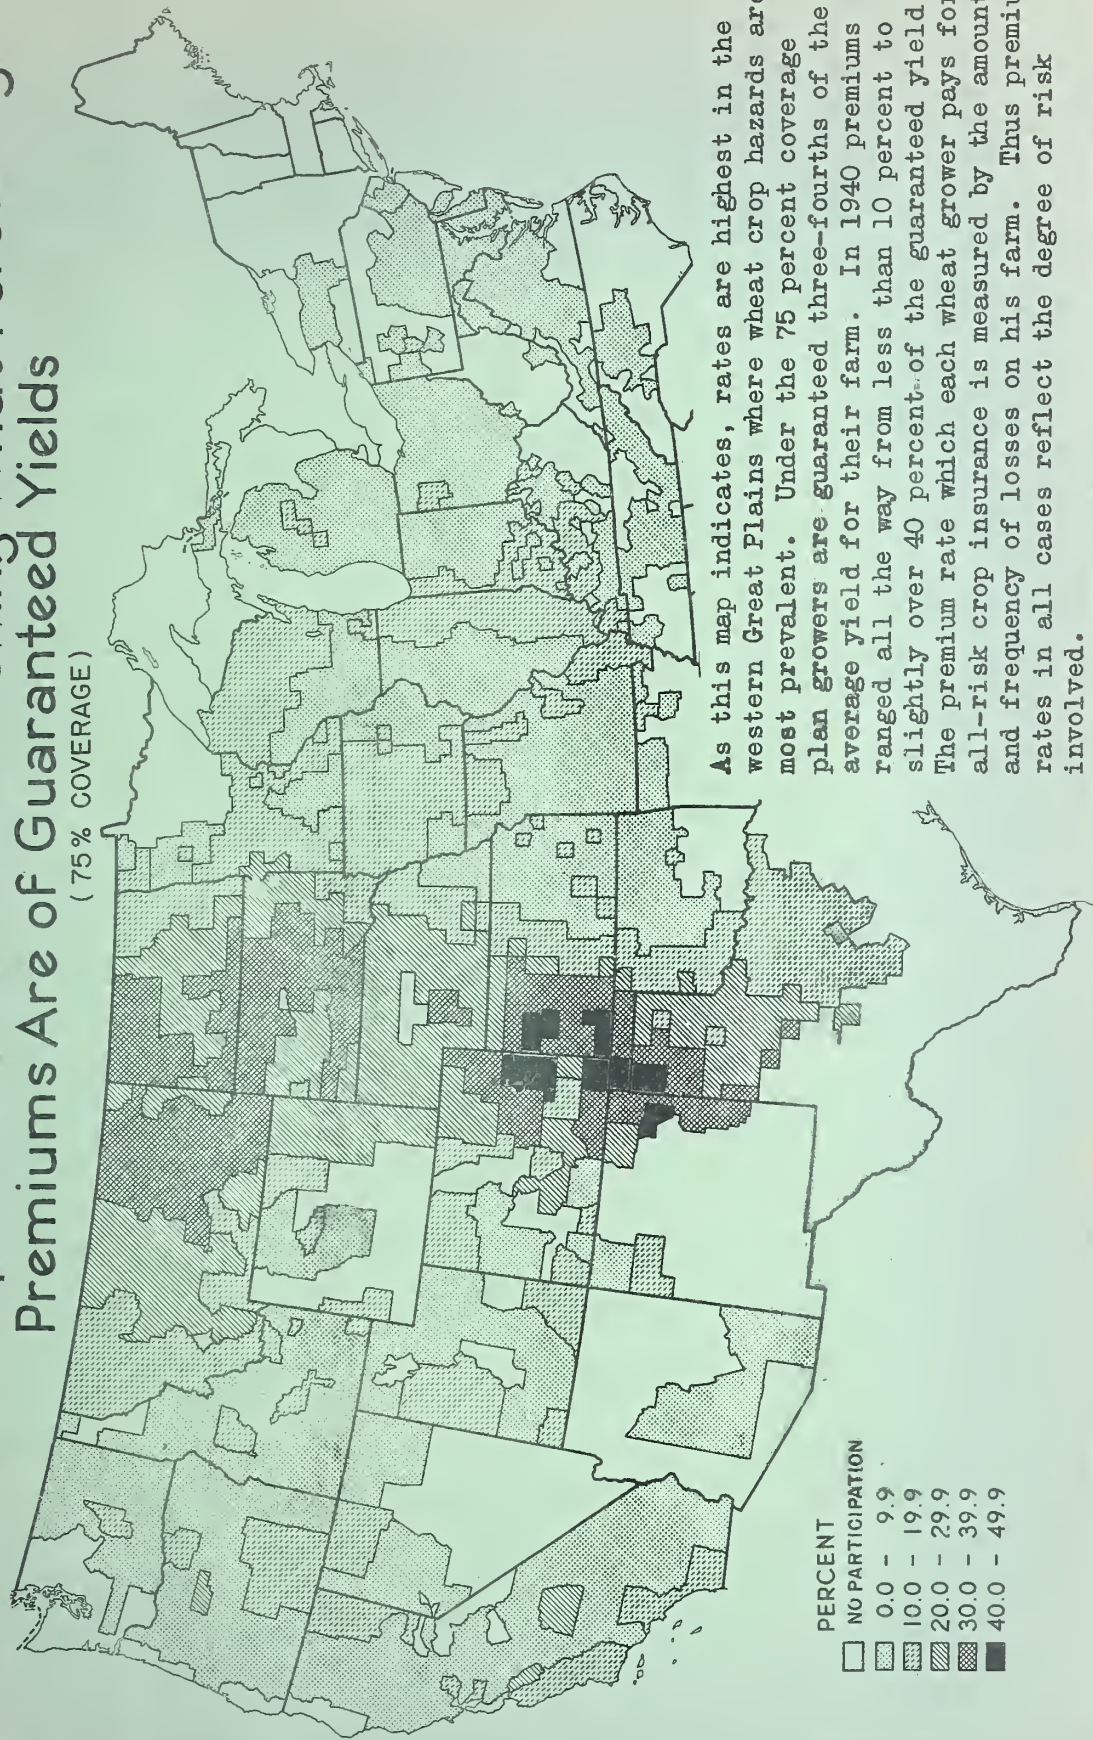 Premiums Are of Guaranteed Yields
(75% COVERAGE)
As this map indicates, rates are highest in the
western Great Plains where wheat crop hazards are
most prevalent. Under the 75 percent coverage
plan growers are guaranteed three-fourths of the
average yield for their farm. In 1940 premiums
ranged all the way from less than 10 percent to
slightly over 40 percent of the guaranteed yield
The premium rate which each wheat grower pays for
all-risk crop insurance is measured by the amount
and frequency of losses on his farm. Thus premiu
rates in all cases reflect the degree of risk
involved.
PERCENT
NO PARTICIPATION
0.0 - 9.9
10.0 - 19.9
20.0 - 29.9
30.0 - 39.9
40.0 - 49.9